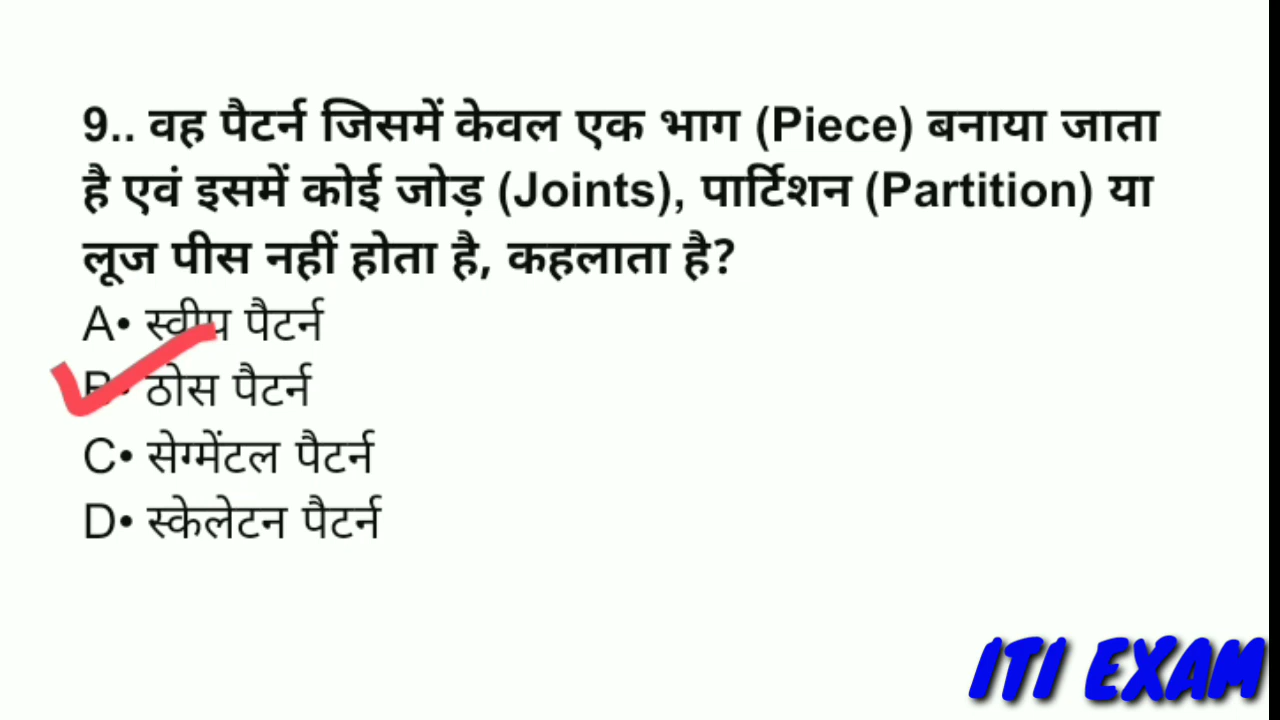 9.. वह पैटर्न जिसमें केवल एक भाग (Piece) बनाया जाता
है एवं इसमें कोई जोड़ (Joints), पार्टिशन (Partition) या
लूज पीस नहीं होता है, कहलाता है?
A• स्वीप पैटर्न
B• ठोस पैटर्न
C• सेग्मेंटल पैटर्न
D• स्केलेटन पैटर्न
ITI EXAM